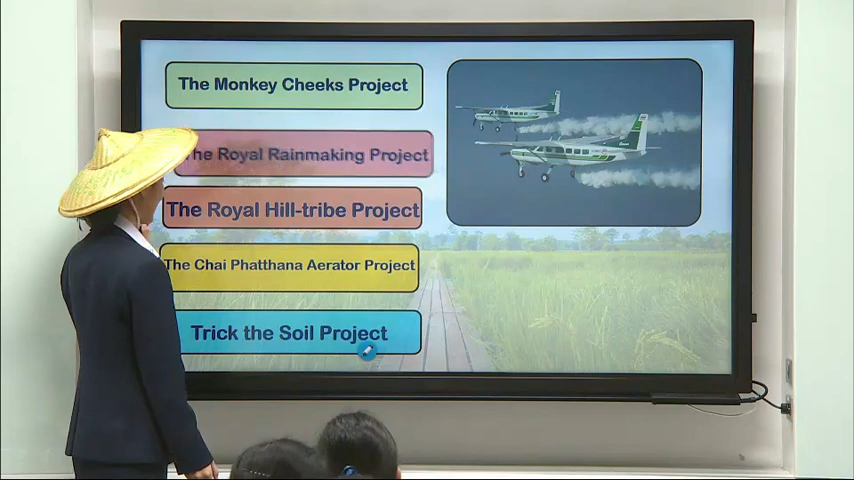 The Monkey Cheeks Project
The Royal Rainmaking Project
The Royal Hill-tribe Project
The Chai Phatthana Aerator Project
Trick the Soil Project